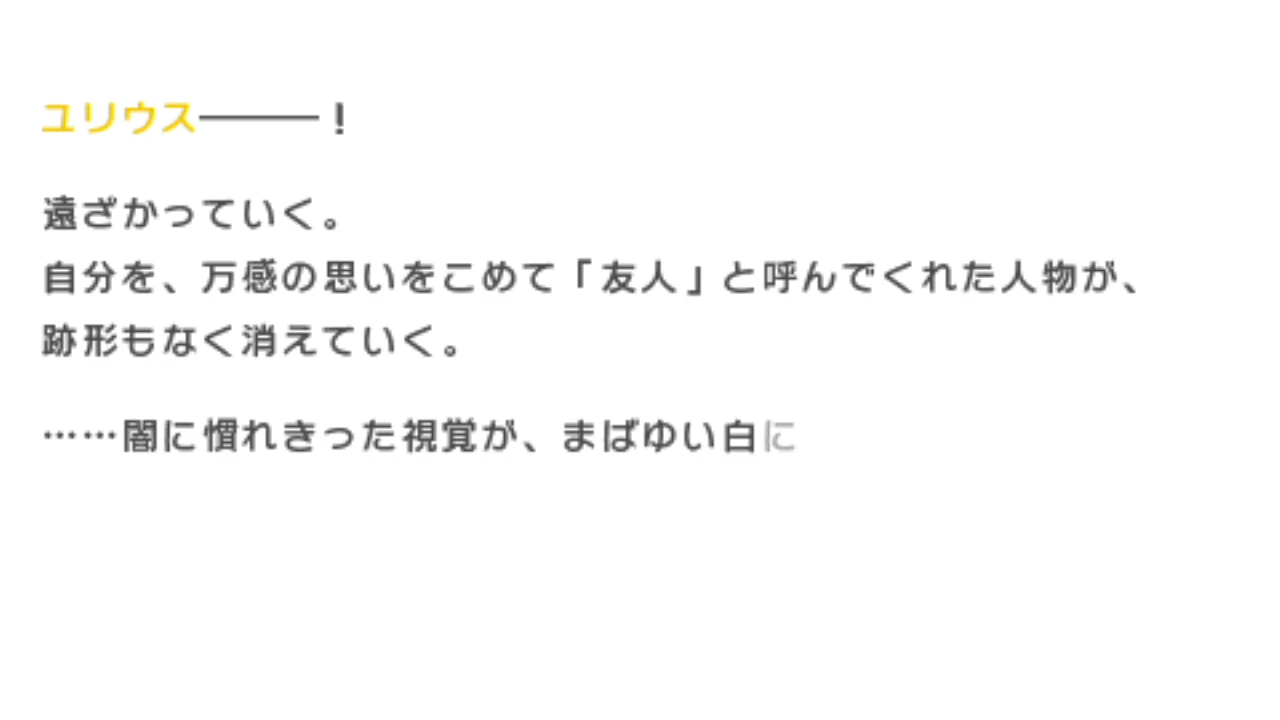 ユリウス―――！
遠ざかっていく。
自分を、万感の思いをこめて「友人」と呼んでくれた人物が、
跡形もなく消えていく。
……闇に慣れきった視覚が、まばゆい白に